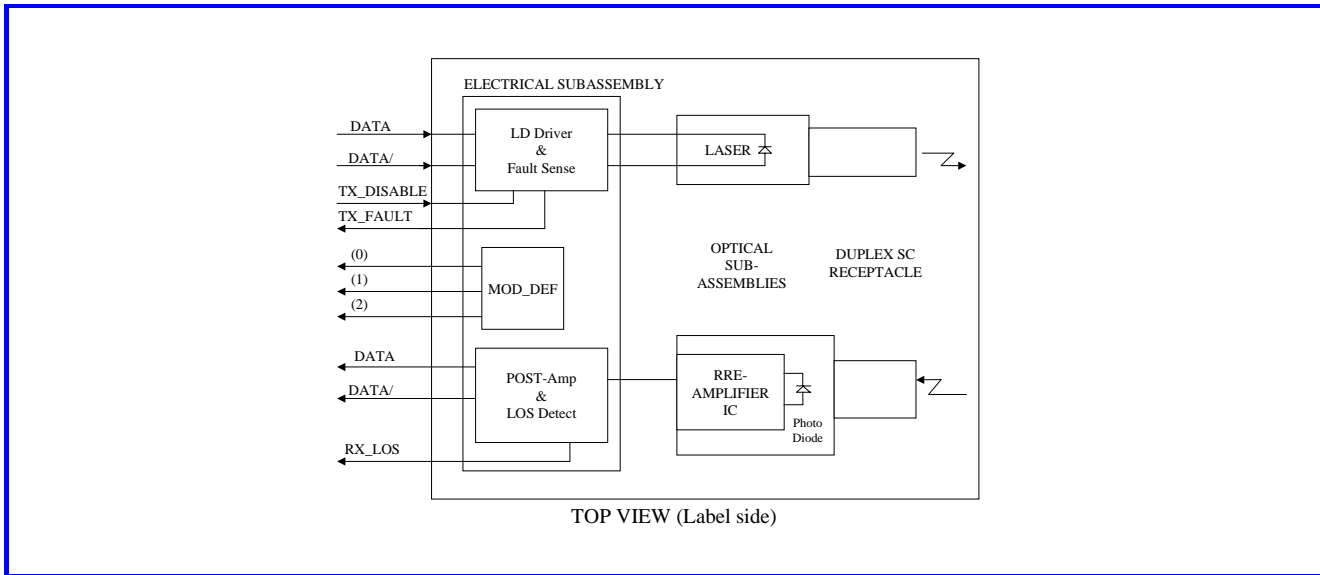 ELECTRICAL SUBASSEMBLY
DATA
DATA/
TX_DISABLE
TX_FAULT
LD Driver
&
Fault Sense
LASER
(0)
(1)
(2)
MOD_DEF
OPTICAL
SUB-
ASSEMBLIES
DUPLEX SC
RECEPTACLE
DATA
DATA/
RX_LOS
POST-Amp
&
LOS Detect
RRE-
AMPLIFIER
IC
Photo
Diode
TOP VIEW (Label side)